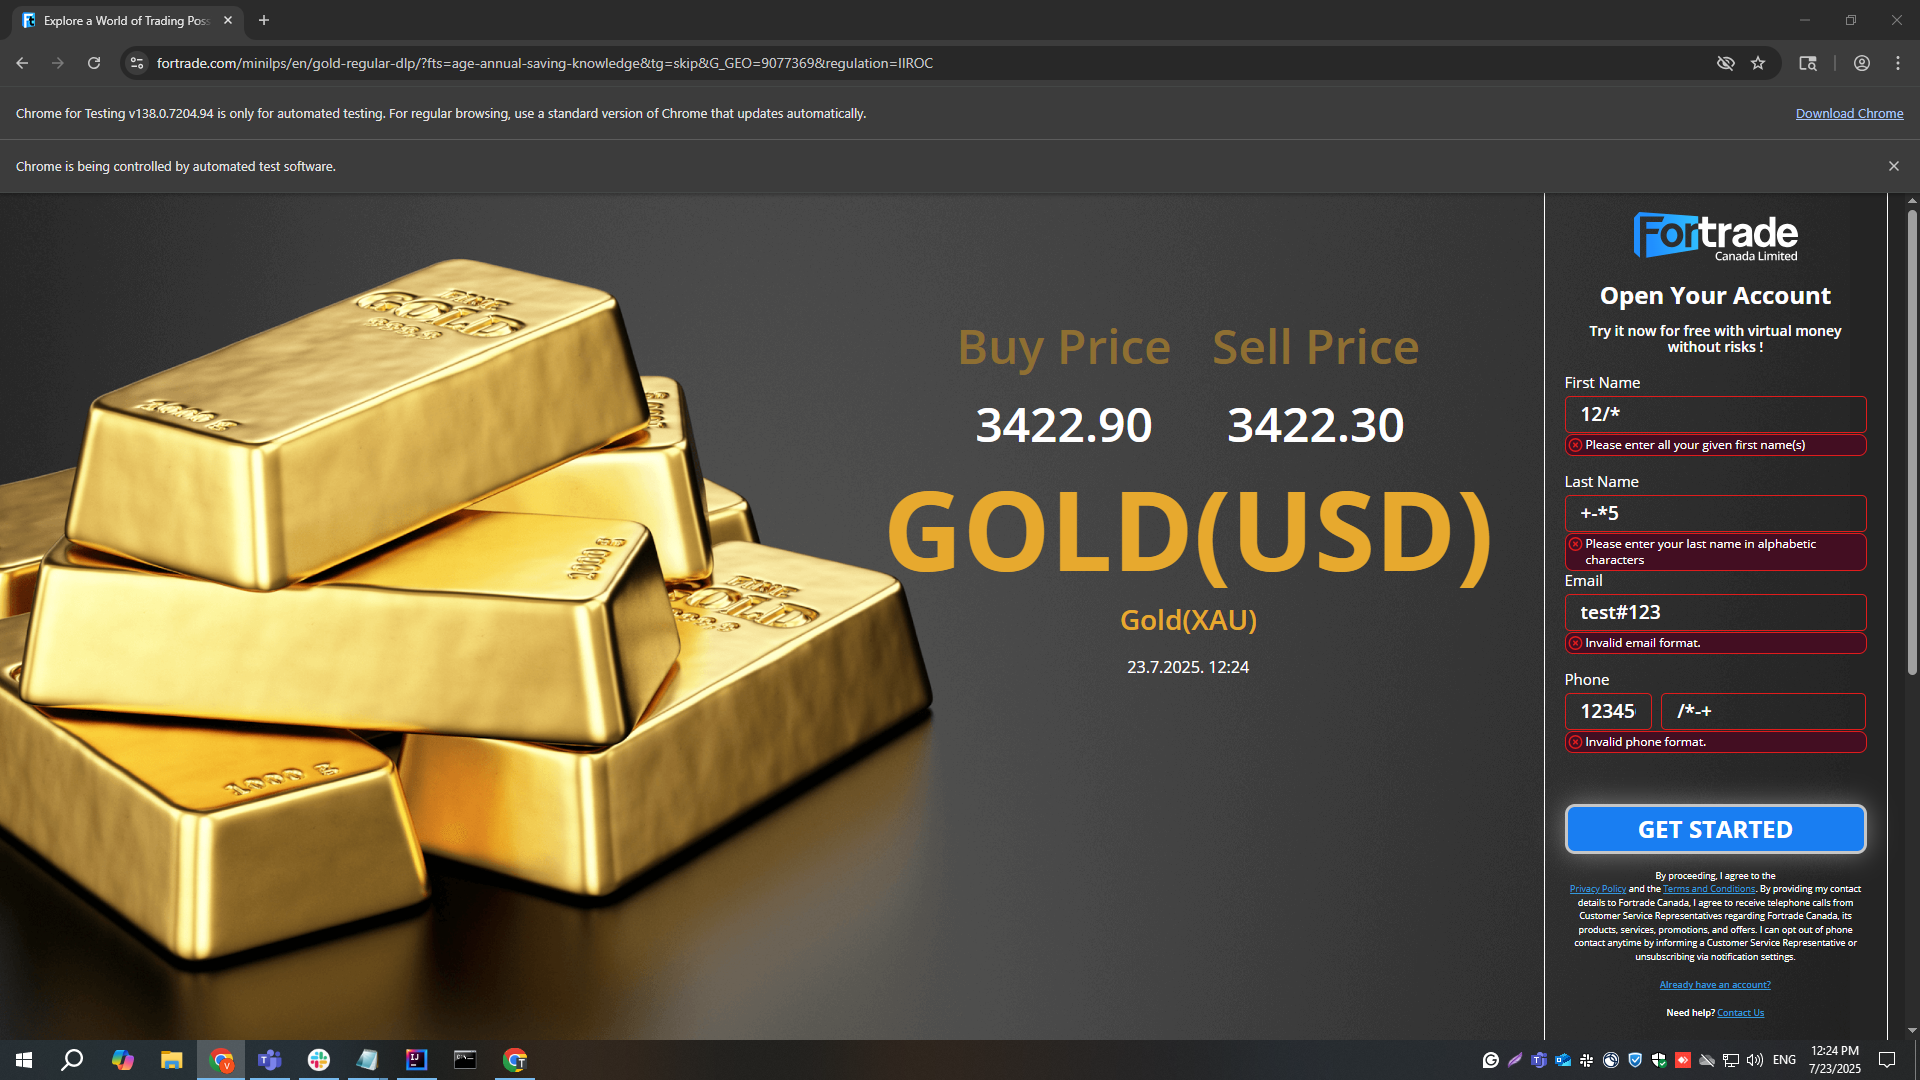 Explore a World of Trading Poss
fortrade.com/minilps/en/gold-regular-dlp/?fts=age-annual-saving-knowledge&tg=skip&G_GEO=9077369&regulation=IIROC
Chrome for Testing v138.0.7204.94 is only for automated testing. For regular browsing, use a standard version of Chrome that updates automatically.
Download Chrome
Chrome is being controlled by automated test software.
FINE
GOLD
999.9
1000 g
2000 g
FINE
GOLD
1000 g
Buy Price Sell Price
3422.90 3422.30
GOLD(USD)
Gold(XAU)
23.7.2025. 12:24
Fortrade
Canada Limited
Open Your Account
Try it now for free with virtual money
without risks !
First Name
12/*
Please enter all your given first name(s)
Last Name
+-*5
Please enter your last name in alphabetic
characters
Email
test#123
Invalid email format.
Phone
12345 /*-+
Invalid phone format.
GET STARTED
By proceeding, I agree to the
Privacy Policy and the Terms and Conditions. By providing my contact
details to Fortrade Canada, I agree to receive telephone calls from
Customer Service Representatives regarding Fortrade Canada, its
products, services, promotions, and offers. I can opt out of phone
contact anytime by informing a Customer Service Representative or
unsubscribing via notification settings.
Already have an account?
Need help? Contact Us
ENG
12:24 PM
7/23/2025